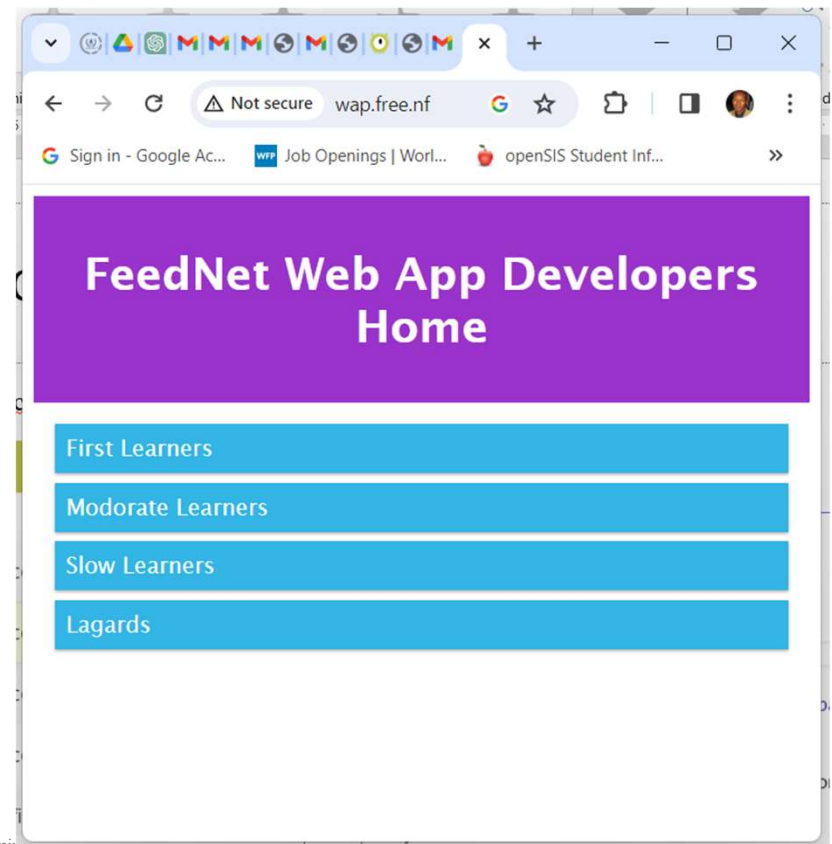 Not secure wap.free.nf
Sign in - Google Ac... WFP Job Openings | Worl... openSIS Student Inf...
FeedNet Web App Developers
Home
First Learners
Modorate Learners
Slow Learners
Lagards